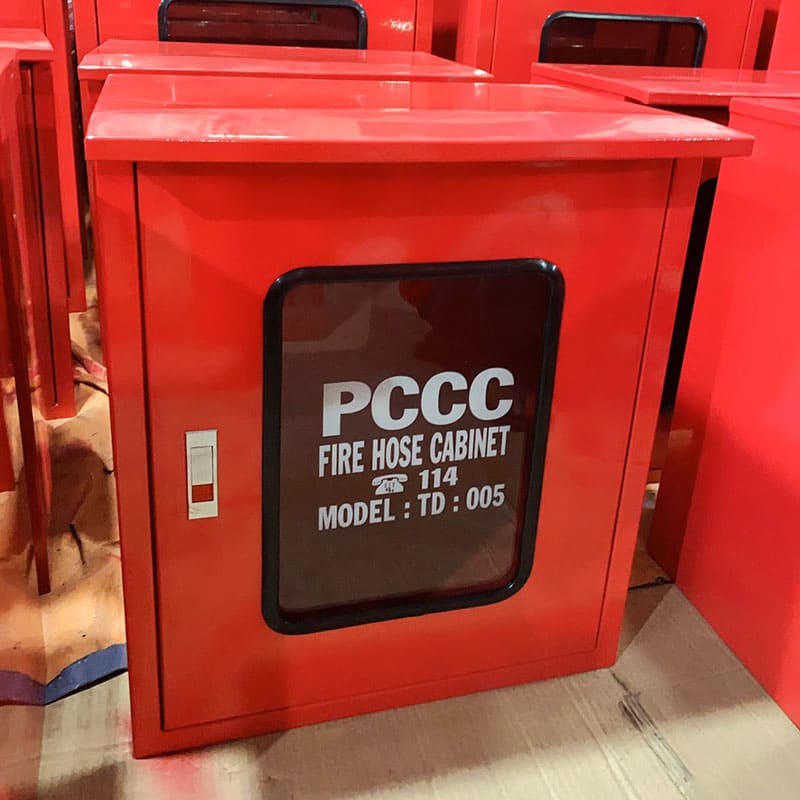 PCCC
FIRE HOSE CABINET
☎ 114
MODEL : TD : 005